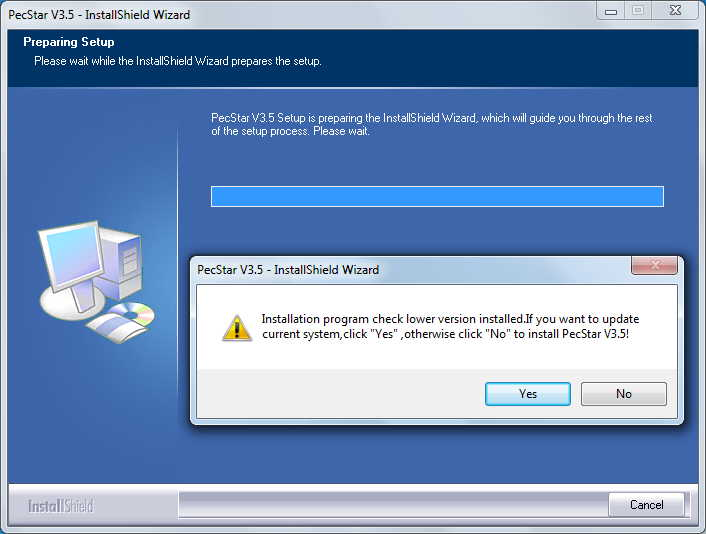 PecStar V3.5 - InstallShield Wizard
Preparing Setup
Please wait while the InstallShield Wizard prepares the setup.
PecStar V3.5 Setup is preparing the InstallShield Wizard, which will guide you through the rest
of the setup process. Please wait.
PecStar V3.5 - InstallShield Wizard
Installation program check lower version installed.If you want to update
current system,click "Yes" ,otherwise click "No" to install PecStar V3.5!
Yes
No
InstallShield
Cancel